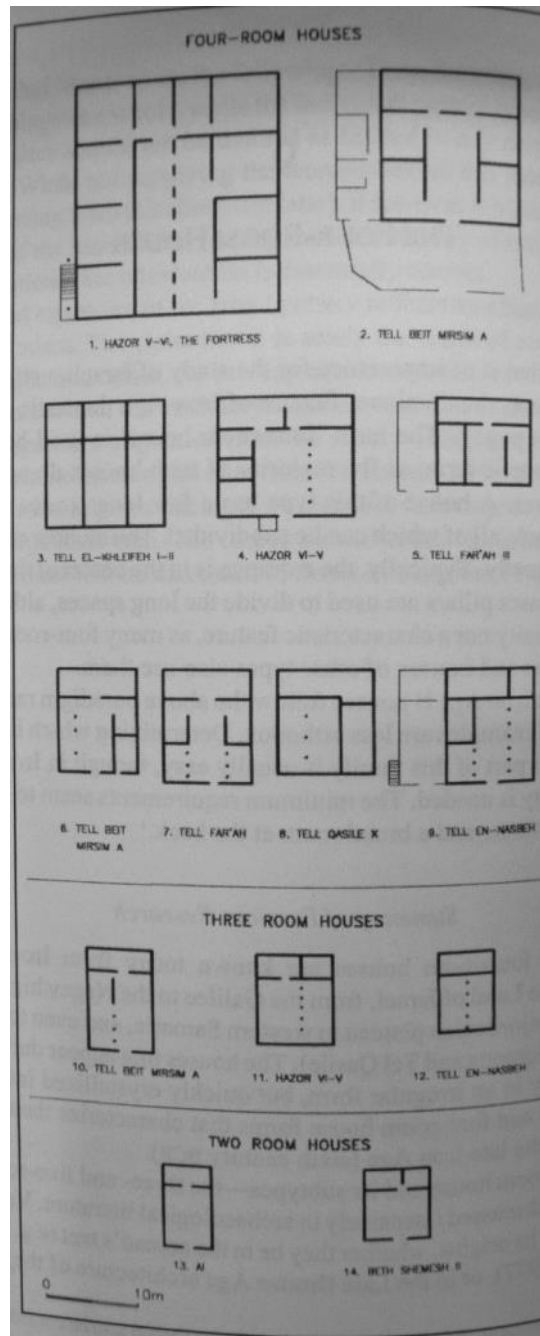 FOUR-ROOM HOUSES
1. HAZOR V-VI, THE FORTRESS
2. TELL BEIT MIRSIM A
3. TELL EL-KHLEIFEH I-II
4. HAZOR VI-V
5. TELL FAR'AH III
6. TELL BEIT
MIRSIM A
7. TELL FAR'AH
8. TELL QASILE X
9. TELL EN-NASBEH
THREE ROOM HOUSES
10. TELL BEIT MIRSIM A
11. HAZOR VI-V
12. TELL EN-NASBEH
TWO ROOM HOUSES
13. AI
14. BETH SHEMESH II
0 10m